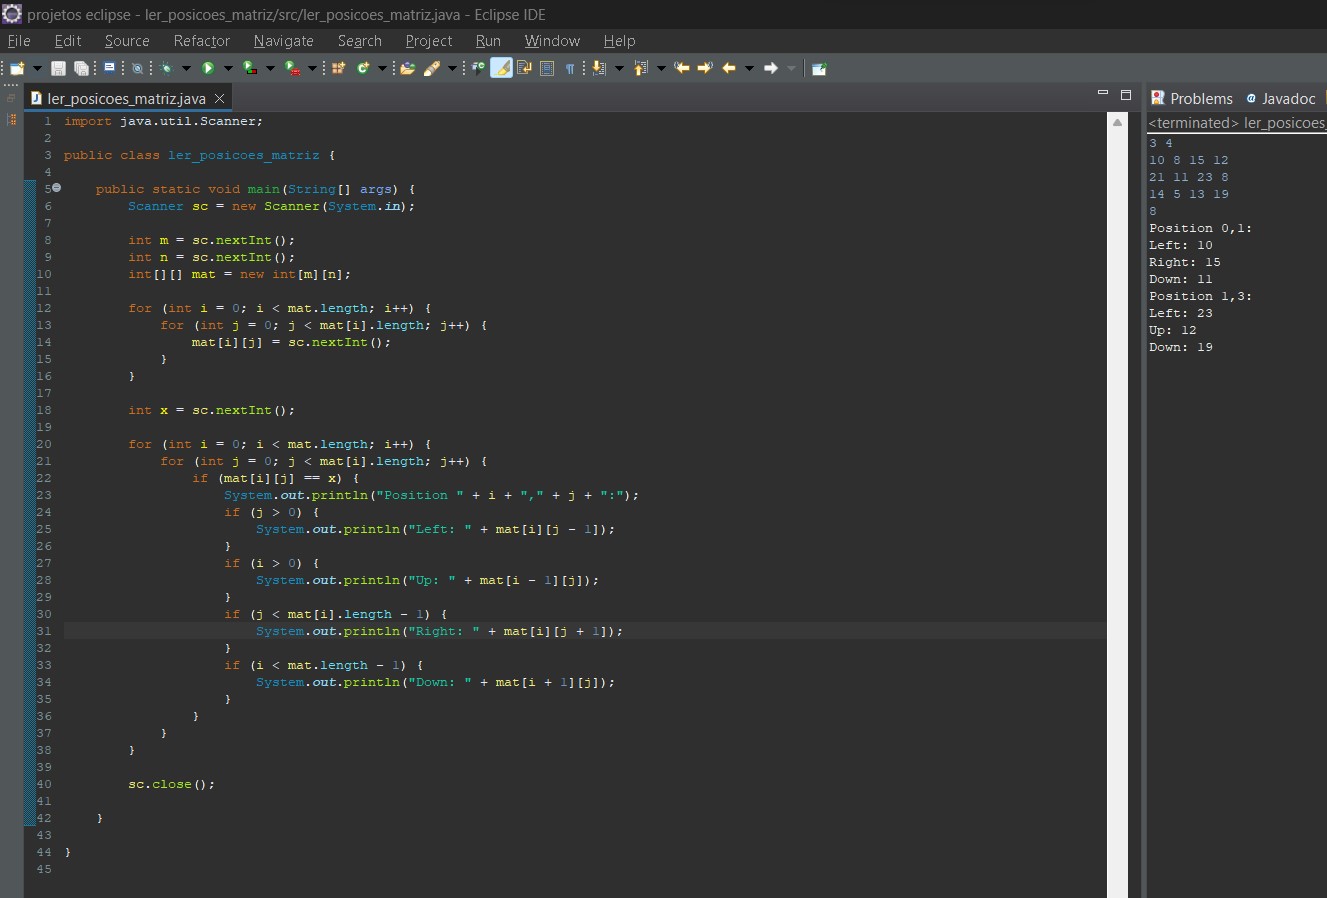 projetos eclipse - ler_posicoes_matriz/src/ler_posicoes_matriz.java - Eclipse IDE
File Edit Source Refactor Navigate Search Project Run Window Help
ler_posicoes_matriz.java
1 import java.util.Scanner;
2
3 public class ler_posicoes_matriz {
4
5 public static void main(String[] args) {
6 Scanner sc = new Scanner(System.in);
7
8 int m = sc.nextInt();
9 int n = sc.nextInt();
10 int[][] mat = new int[m][n];
11
12 for (int i = 0; i < mat.length; i++) {
13 for (int j = 0; j < mat[i].length; j++) {
14 mat[i][j] = sc.nextInt();
15 }
16 }
17
18 int x = sc.nextInt();
19
20 for (int i = 0; i < mat.length; i++) {
21 for (int j = 0; j < mat[i].length; j++) {
22 if (mat[i][j] == x) {
23 System.out.println("Position " + i + "," + j + ":");
24 if (j > 0) {
25 System.out.println("Left: " + mat[i][j - 1]);
26 }
27 if (i > 0) {
28 System.out.println("Up: " + mat[i - 1][j]);
29 }
30 if (j < mat[i].length - 1) {
31 System.out.println("Right: " + mat[i][j + 1]);
32 }
33 if (i < mat.length - 1) {
34 System.out.println("Down: " + mat[i + 1][j]);
35 }
36 }
37 }
38 }
39
40 sc.close();
41
42 }
43
44 }
45
Problems Javadoc
<terminated> ler_posicoes_
3 4
10 8 15 12
21 11 23 8
14 5 13 19
8
Position 0,1:
Left: 10
Right: 15
Down: 11
Position 1,3:
Left: 23
Up: 12
Down: 19